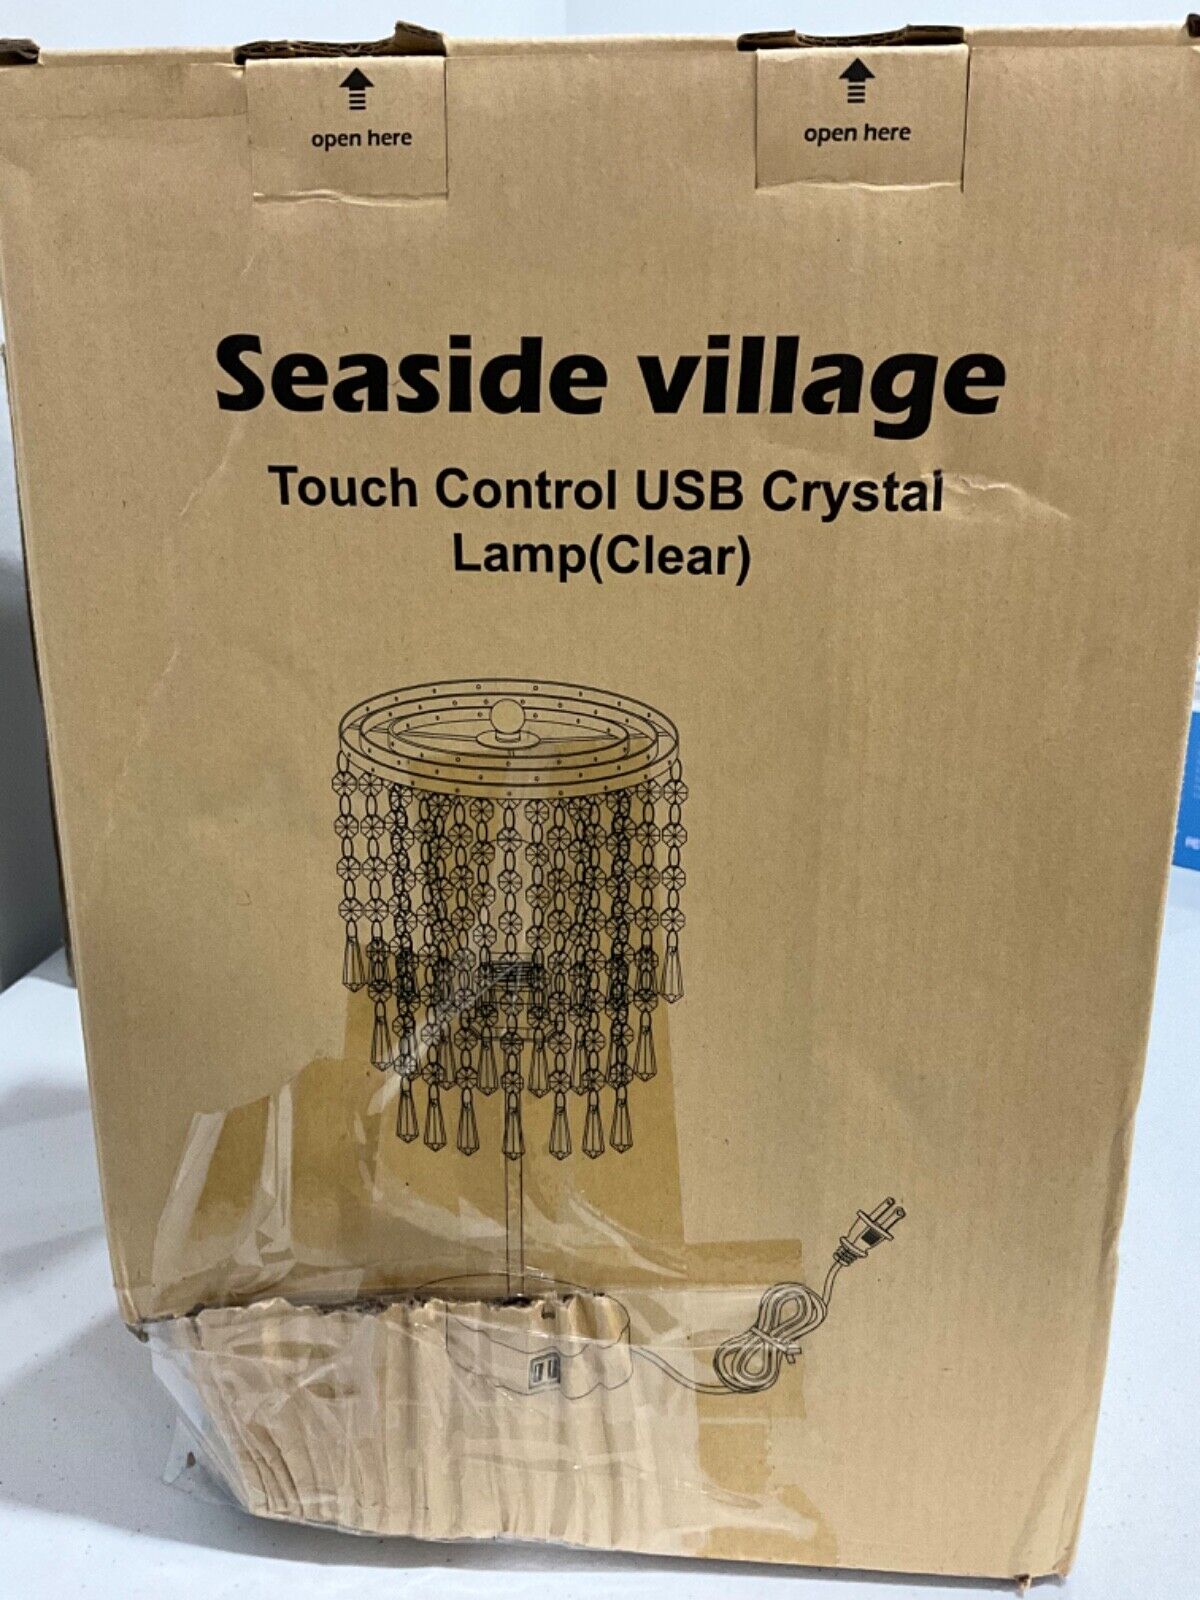 open here
open here
Seaside village
Touch Control USB Crystal
Lamp(Clear)